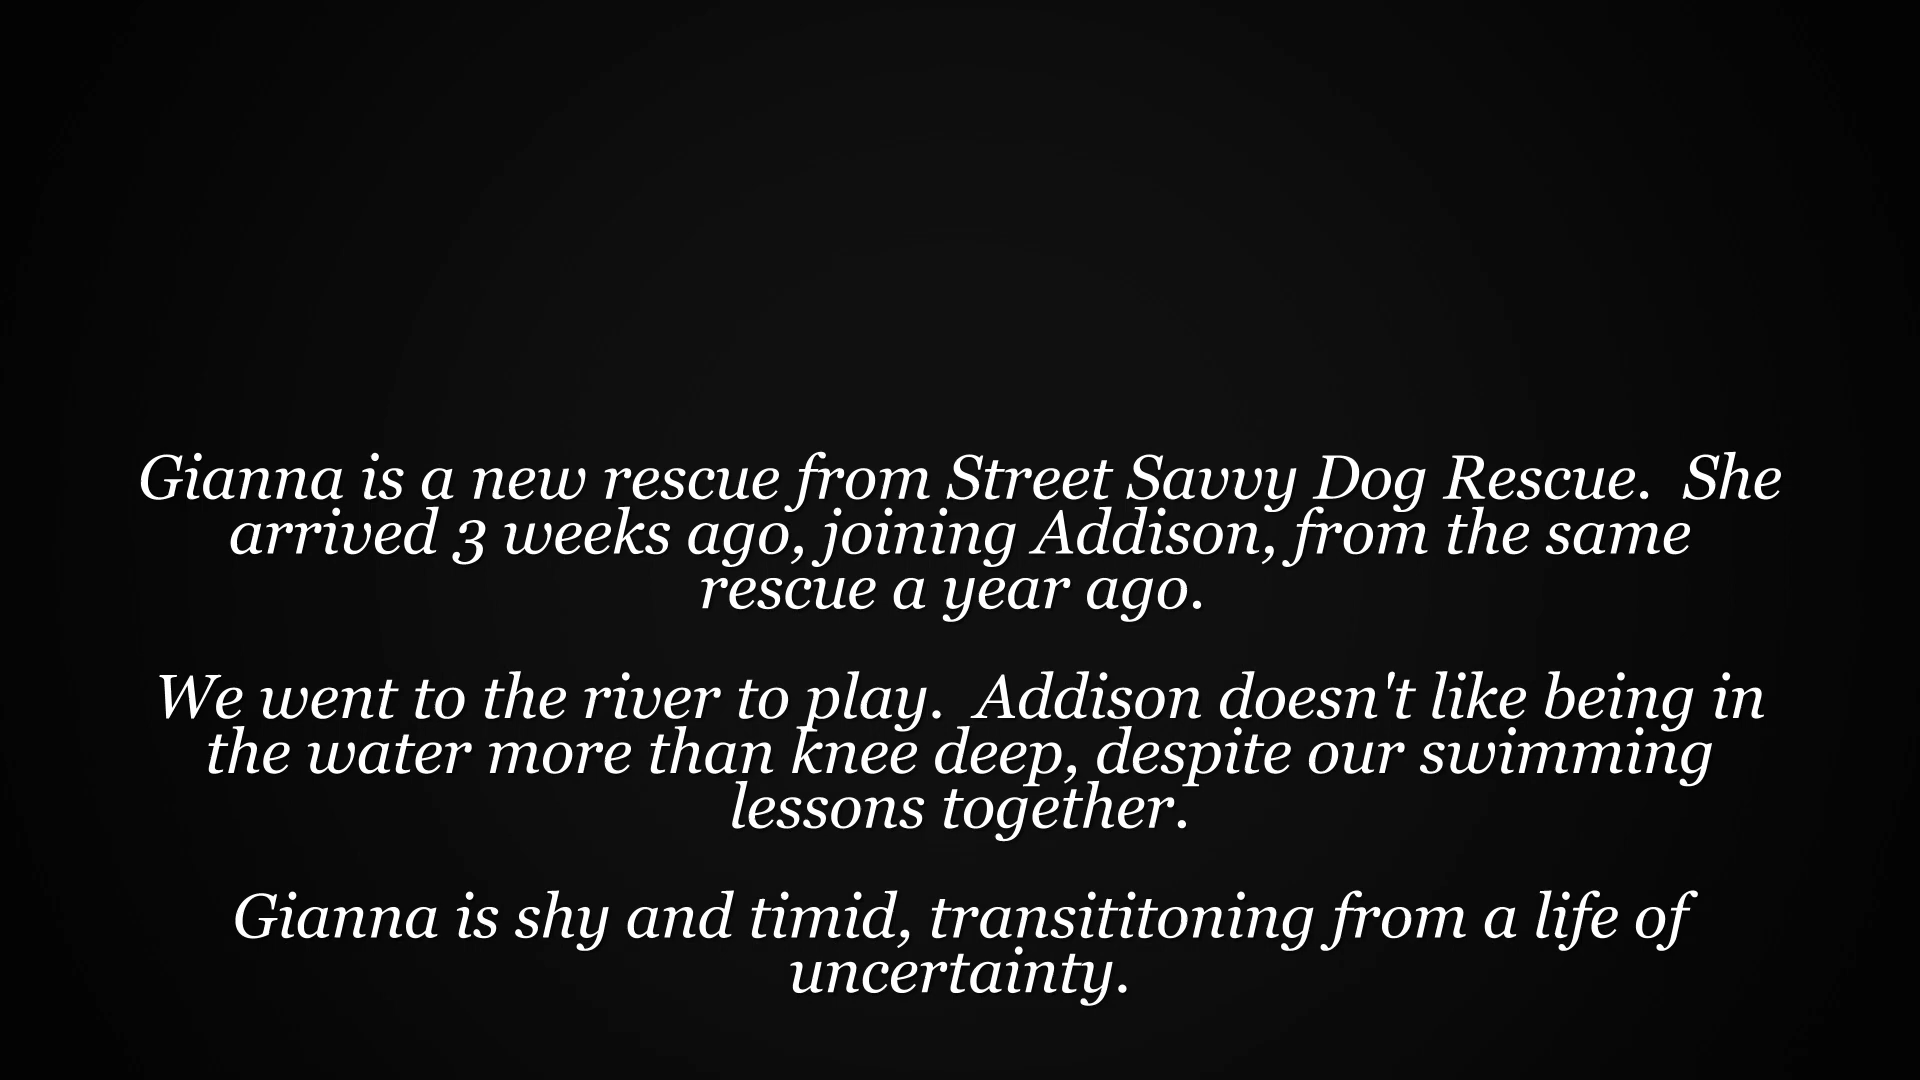 Gianna is a new rescue from Street Savvy Dog Rescue.  She
arrived 3 weeks ago, joining Addison, from the same
rescue a year ago.
We went to the river to play.  Addison doesn't like being in
the water more than knee deep, despite our swimming
lessons together.
Gianna is shy and timid, transititoning from a life of
uncertainty.